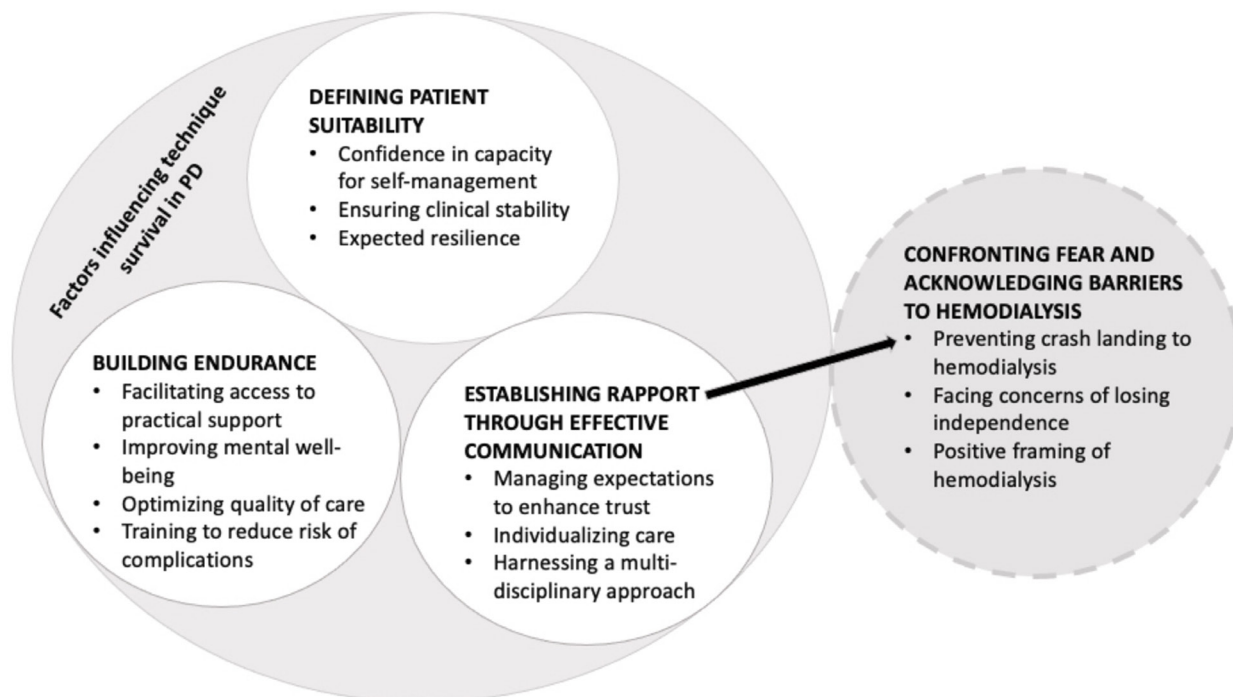 Factors influencing technique
survival in PD
DEFINING PATIENT
SUITABILITY
• Confidence in capacity
for self-management
• Ensuring clinical stability
• Expected resilience
BUILDING ENDURANCE
• Facilitating access to
practical support
• Improving mental well-
being
• Optimizing quality of care
• Training to reduce risk of
complications
ESTABLISHING RAPPORT
THROUGH EFFECTIVE
COMMUNICATION
• Managing expectations
to enhance trust
• Individualizing care
• Harnessing a multi-
disciplinary approach
CONFRONTING FEAR AND
ACKNOWLEDGING BARRIERS
TO HEMODIALYSIS
• Preventing crash landing to
hemodialysis
• Facing concerns of losing
independence
• Positive framing of
hemodialysis